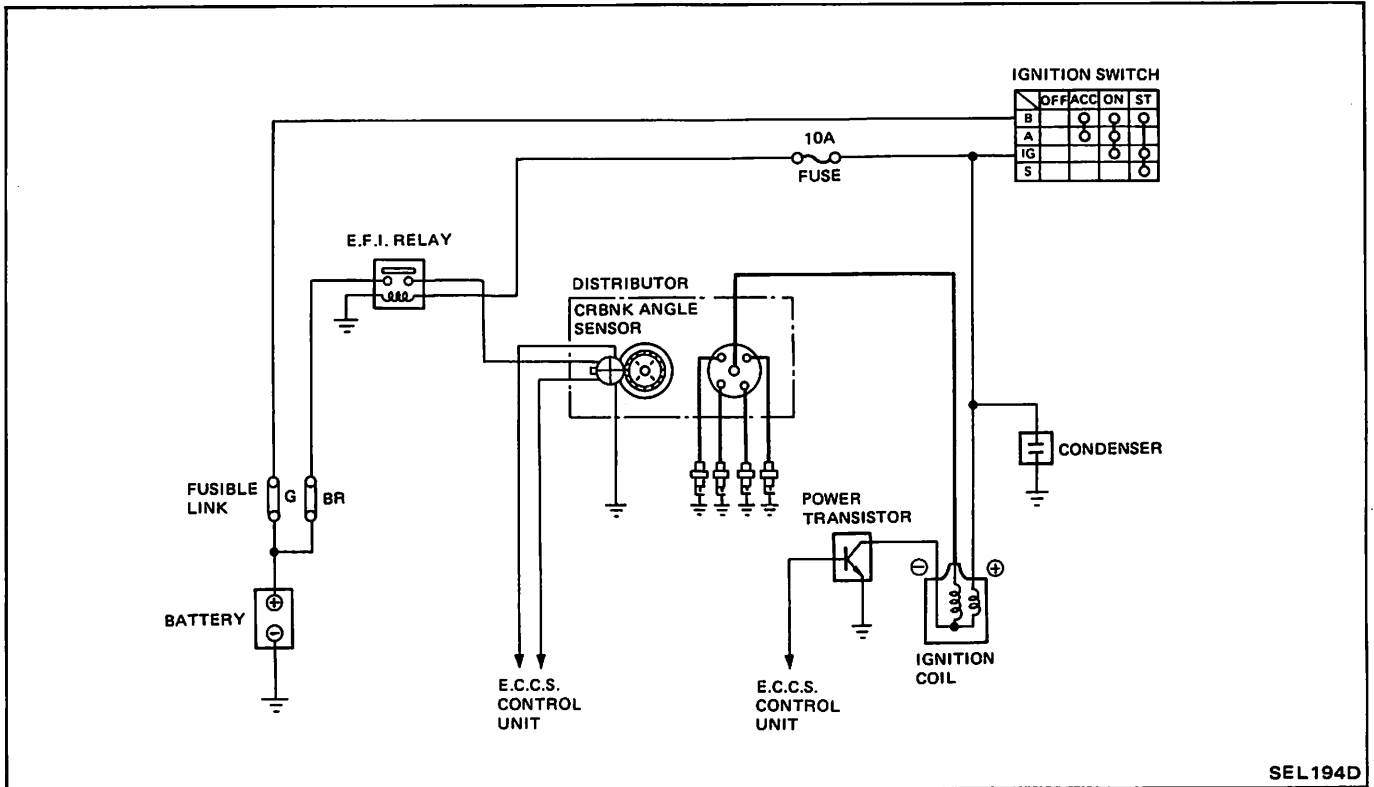 IGNITION SWITCH
OFF ACC ON ST
B
A
IG
S
10A
FUSE
E.F.I. RELAY
DISTRIBUTOR
CRBNK ANGLE
SENSOR
CONDENSER
FUSIBLE
LINK
G
BR
POWER
TRANSISTOR
⊖
⊕
BATTERY
⊕
⊖
IGNITION
COIL
E.C.C.S.
CONTROL
UNIT
E.C.C.S.
CONTROL
UNIT
SEL194D